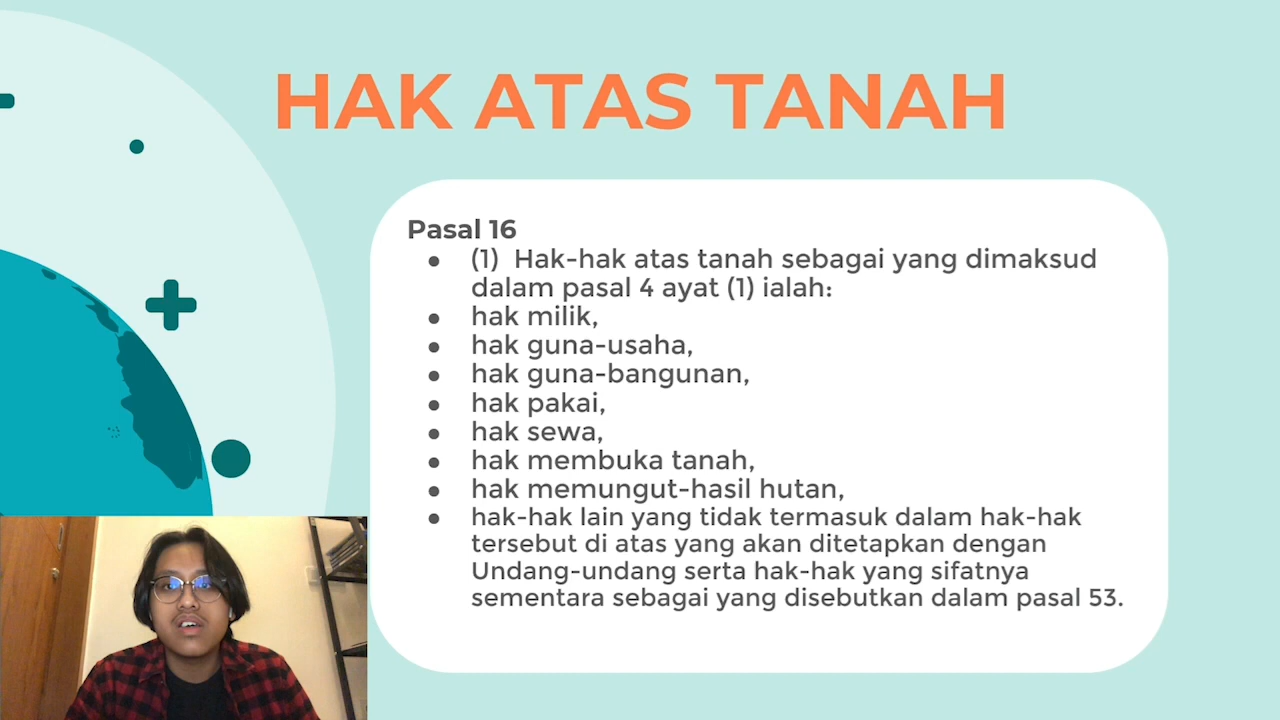 HAK ATAS TANAH
Pasal 16
● (1) Hak-hak atas tanah sebagai yang dimaksud
dalam pasal 4 ayat (1) ialah:
● hak milik,
● hak guna-usaha,
● hak guna-bangunan,
● hak pakai,
● hak sewa,
● hak membuka tanah,
● hak memungut-hasil hutan,
● hak-hak lain yang tidak termasuk dalam hak-hak
tersebut di atas yang akan ditetapkan dengan
Undang-undang serta hak-hak yang sifatnya
sementara sebagai yang disebutkan dalam pasal 53.